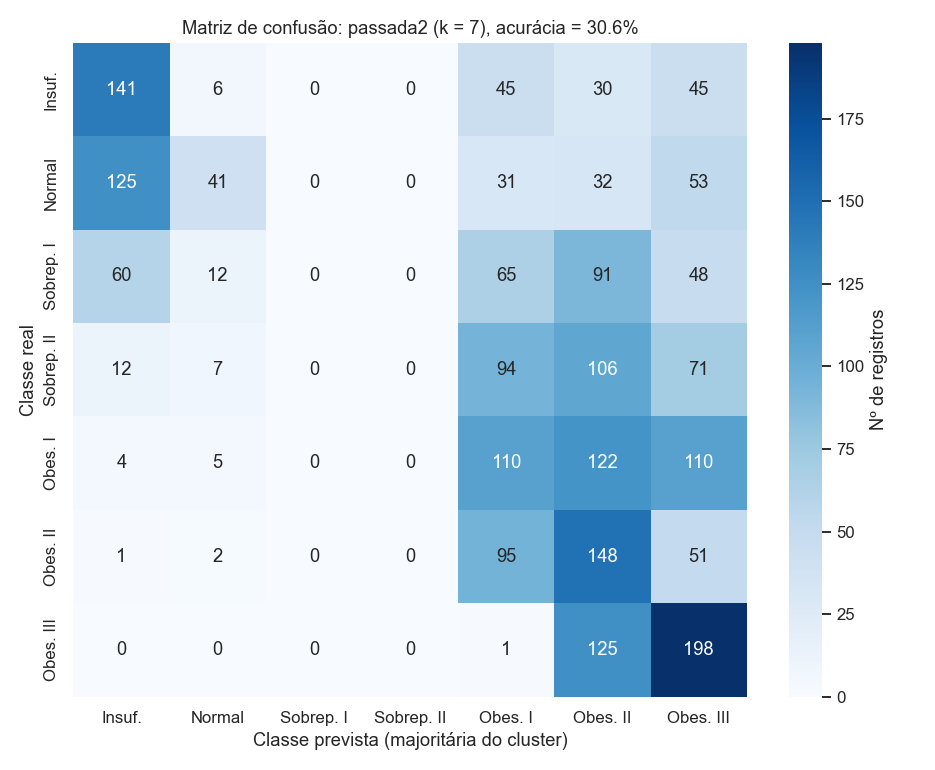 Matriz de confusão: passada2 (k = 7), acurácia = 30.6%
Classe real
Insuf. 141 6 0 0 45 30 45
Normal 125 41 0 0 31 32 53
Sobrep. I 60 12 0 0 65 91 48
Sobrep. II 12 7 0 0 94 106 71
Obes. I 4 5 0 0 110 122 110
Obes. II 1 2 0 0 95 148 51
Obes. III 0 0 0 0 1 125 198
Insuf. Normal Sobrep. I Sobrep. II Obes. I Obes. II Obes. III
Classe prevista (majoritária do cluster)
175
150
125
100
75
50
25
0
Nº de registros